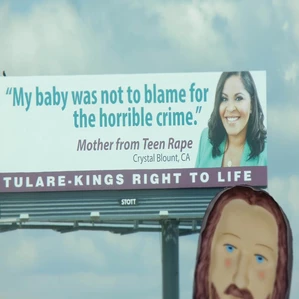 “My baby was not to blame for
the horrible crime.”
Mother from Teen Rape
Crystal Blount, CA
TULARE-KINGS RIGHT TO LIFE
STOTT